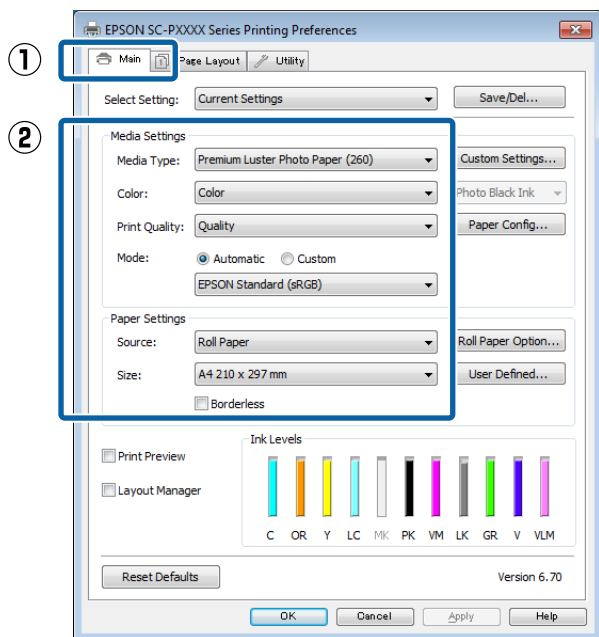 EPSON SC-PXXXX Series Printing Preferences
① Main 1 Page Layout Utility
Select Setting: Current Settings Save/Del...
②
Media Settings
Media Type: Premium Luster Photo Paper (260) Custom Settings...
Color: Color Photo Black Ink
Print Quality: Quality Paper Config...
Mode: Automatic Custom
EPSON Standard (sRGB)
Paper Settings
Source: Roll Paper Roll Paper Option...
Size: A4 210 x 297 mm User Defined...
Borderless
Ink Levels
Print Preview
Layout Manager
C OR Y LC MK PK VM LK GR V VLM
Reset Defaults Version 6.70
OK Cancel Apply Help